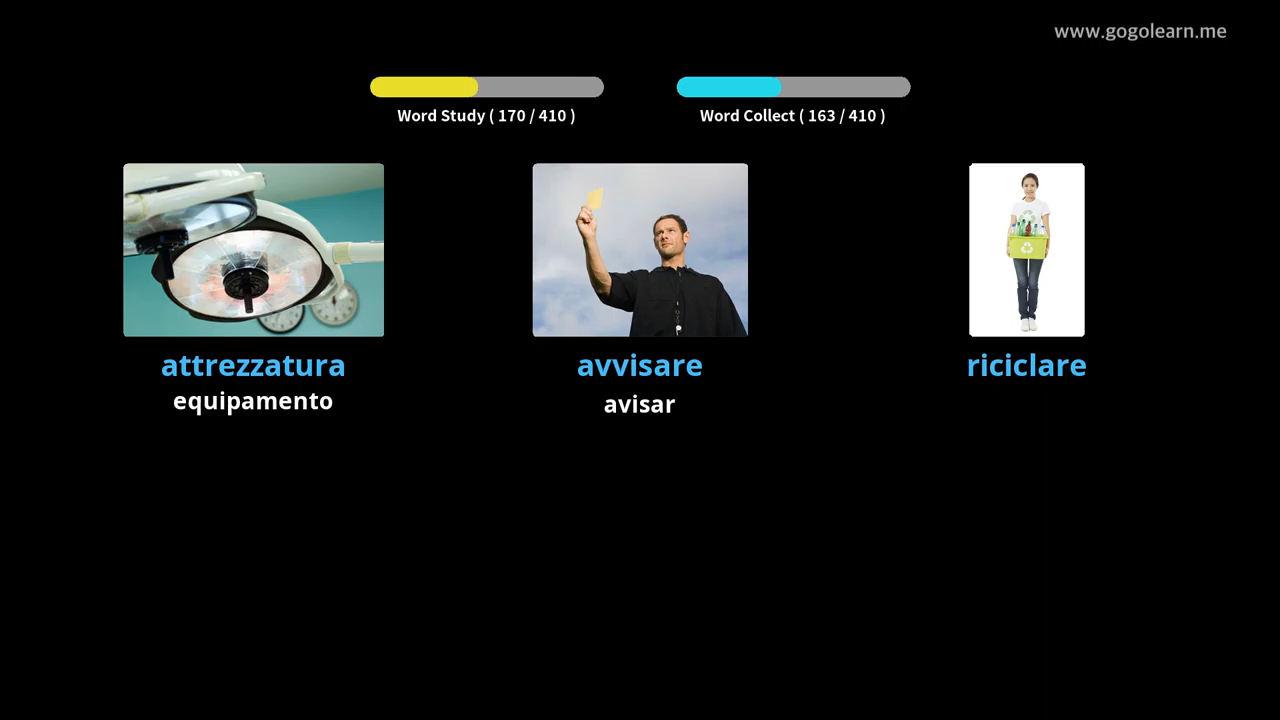 www.gogolearn.me
Word Study ( 170 / 410 )
Word Collect ( 163 / 410 )
attrezzatura
avvisare
riciclare
equipamento
avisar